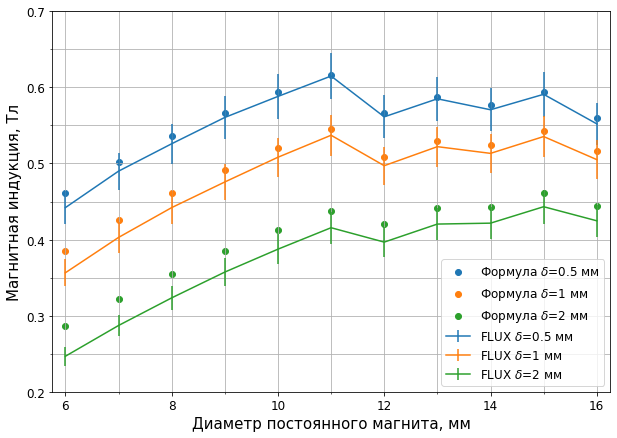 0.7
0.6
0.5
0.4
0.3
0.2
Магнитная индукция, Тл
6
8
10
12
14
16
Диаметр постоянного магнита, мм
Формула δ=0.5 мм
Формула δ=1 мм
Формула δ=2 мм
FLUX δ=0.5 мм
FLUX δ=1 мм
FLUX δ=2 мм